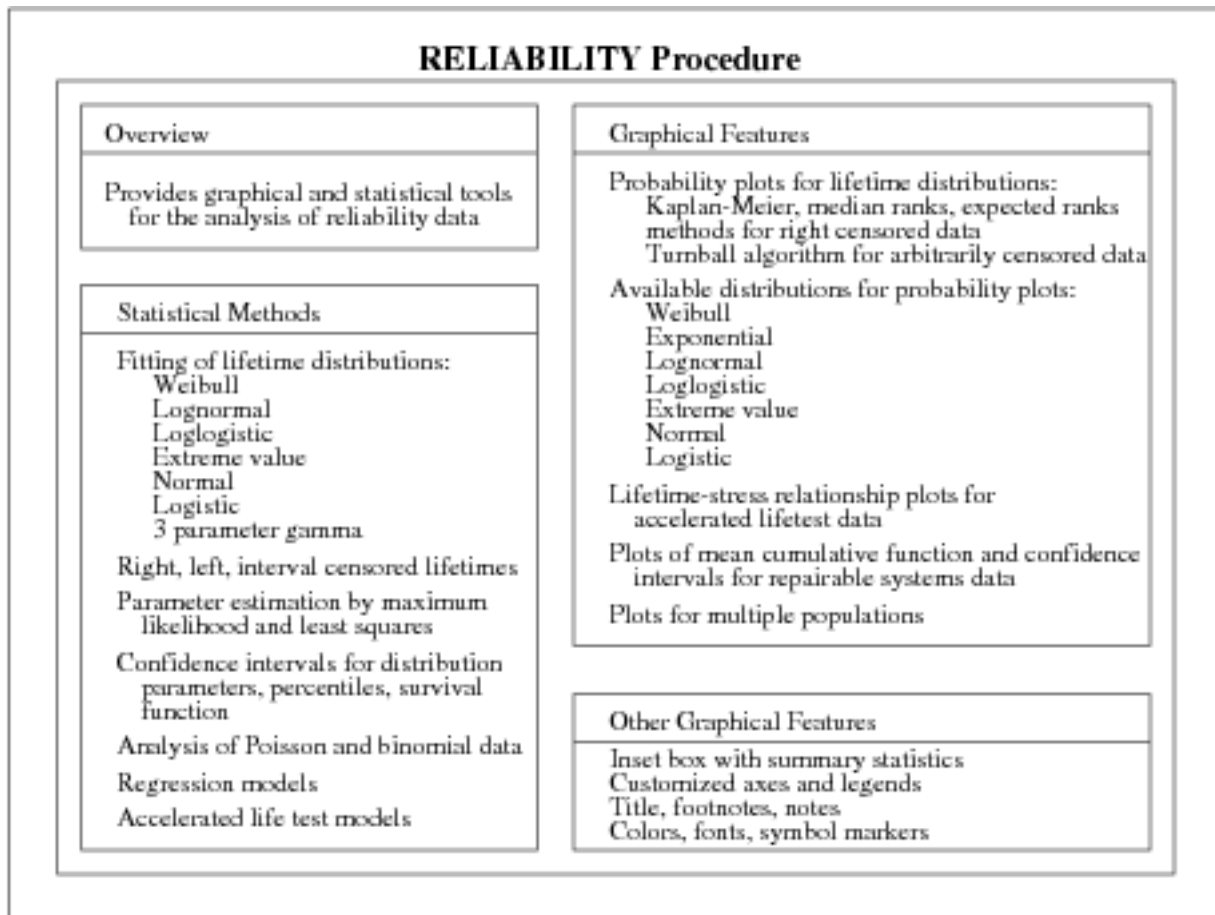 RELIABILITY Procedure
Overview
Provides graphical and statistical tools
for the analysis of reliability data
Statistical Methods
Fitting of lifetime distributions:
Weibull
Lognormal
Loglogistic
Extreme value
Normal
Logistic
3 parameter gamma
Right, left, interval censored lifetimes
Parameter estimation by maximum
likelihood and least squares
Confidence intervals for distribution
parameters, percentiles, survival
function
Analysis of Poisson and binomial data
Regression models
Accelerated life test models
Graphical Features
Probability plots for lifetime distributions:
Kaplan-Meier, median ranks, expected ranks
methods for right censored data
Turnball algorithm for arbitrarily censored data
Available distributions for probability plots:
Weibull
Exponential
Lognormal
Loglogistic
Extreme value
Normal
Logistic
Lifetime-stress relationship plots for
accelerated lifetest data
Plots of mean cumulative function and confidence
intervals for repairable systems data
Plots for multiple populations
Other Graphical Features
Inset box with summary statistics
Customized axes and legends
Title, footnotes, notes
Colors, fonts, symbol markers